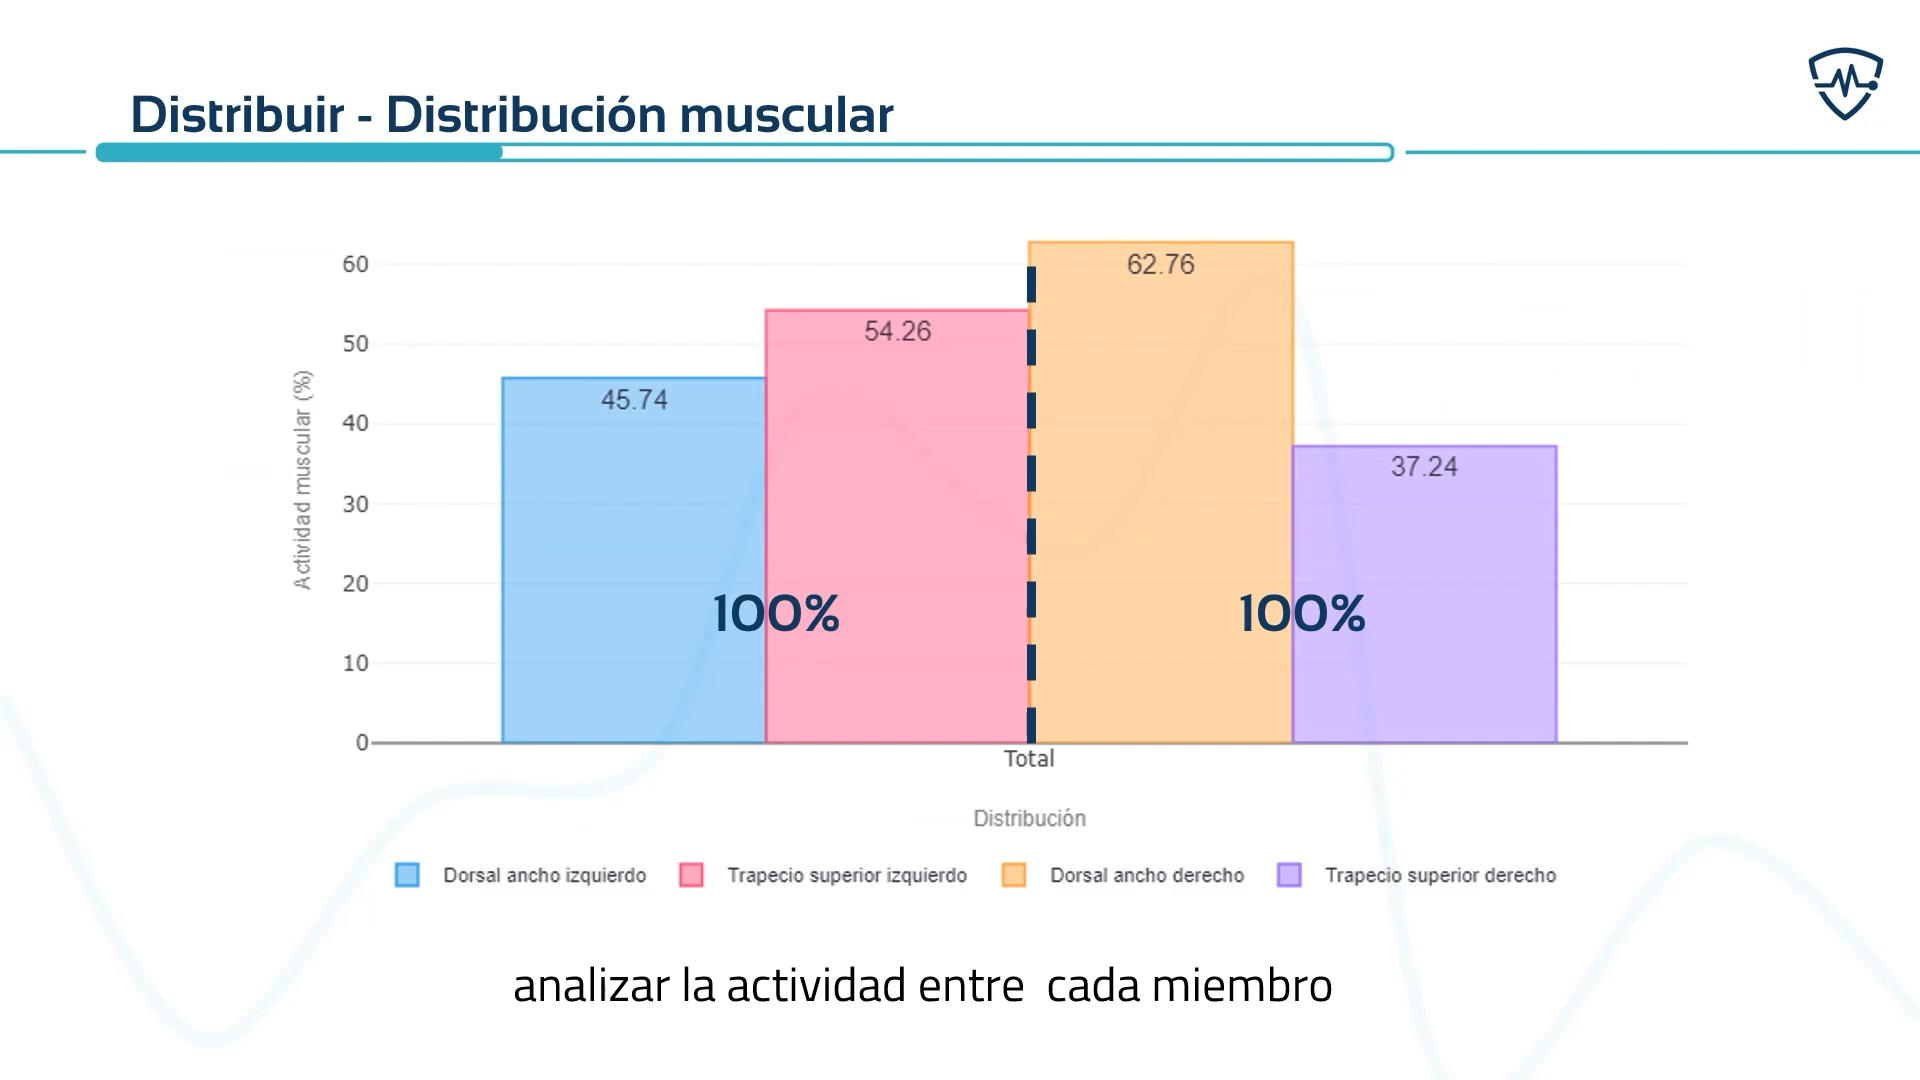 Distribuir - Distribución muscular
60
50
40
30
20
10
0
Actividad muscular (%)
45.74
54.26
62.76
37.24
100%
100%
Total
Distribución
Dorsal ancho izquierdo
Trapecio superior izquierdo
Dorsal ancho derecho
Trapecio superior derecho
analizar la actividad entre cada miembro